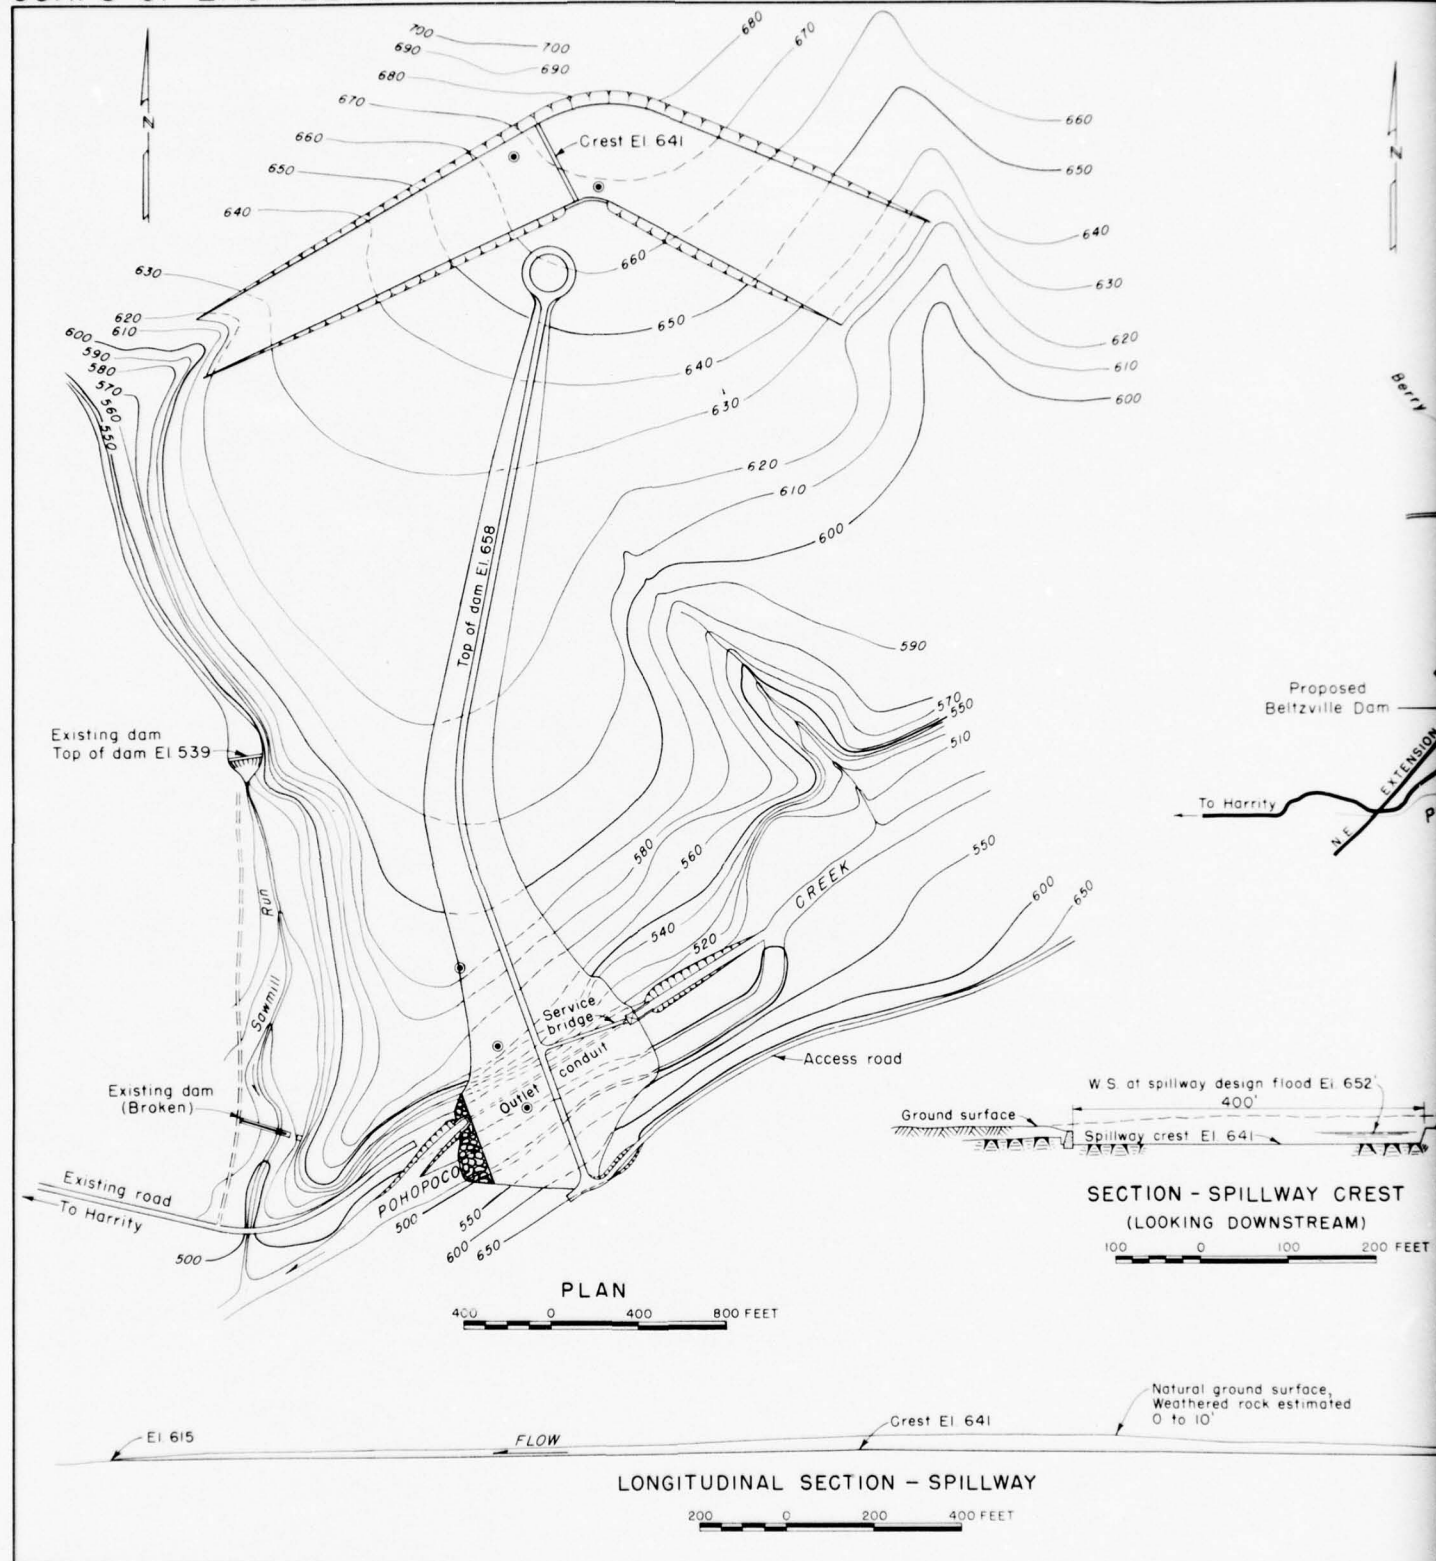 700
700
690
690
680
680
670
670
660
660
650
650
640
640
630
630
620
620
610
610
600
600
590
580
570
560
550
N
N
Crest El. 641
660
650
640
630
620
610
600
590
570
550
510
Top of dam El. 658
Existing dam
Top of dam El. 539
Run
Sawmill
Existing dam
(Broken)
Existing road
To Harrity
500
580
560
540
520
CREEK
550
600
650
Service
bridge
Outlet conduit
Access road
POHOPOCO
500
550
600
650
PLAN
400 0 400 800 FEET
Berry
Proposed
Beltzville Dam
To Harrity
N.E. EXTENSION
P
W.S. at spillway design flood El. 652'
400'
Ground surface
Spillway crest El. 641
SECTION - SPILLWAY CREST
(LOOKING DOWNSTREAM)
100 0 100 200 FEET
Natural ground surface,
Weathered rock estimated
0 to 10'
El. 615
FLOW
Crest El. 641
LONGITUDINAL SECTION - SPILLWAY
200 0 200 400 FEET